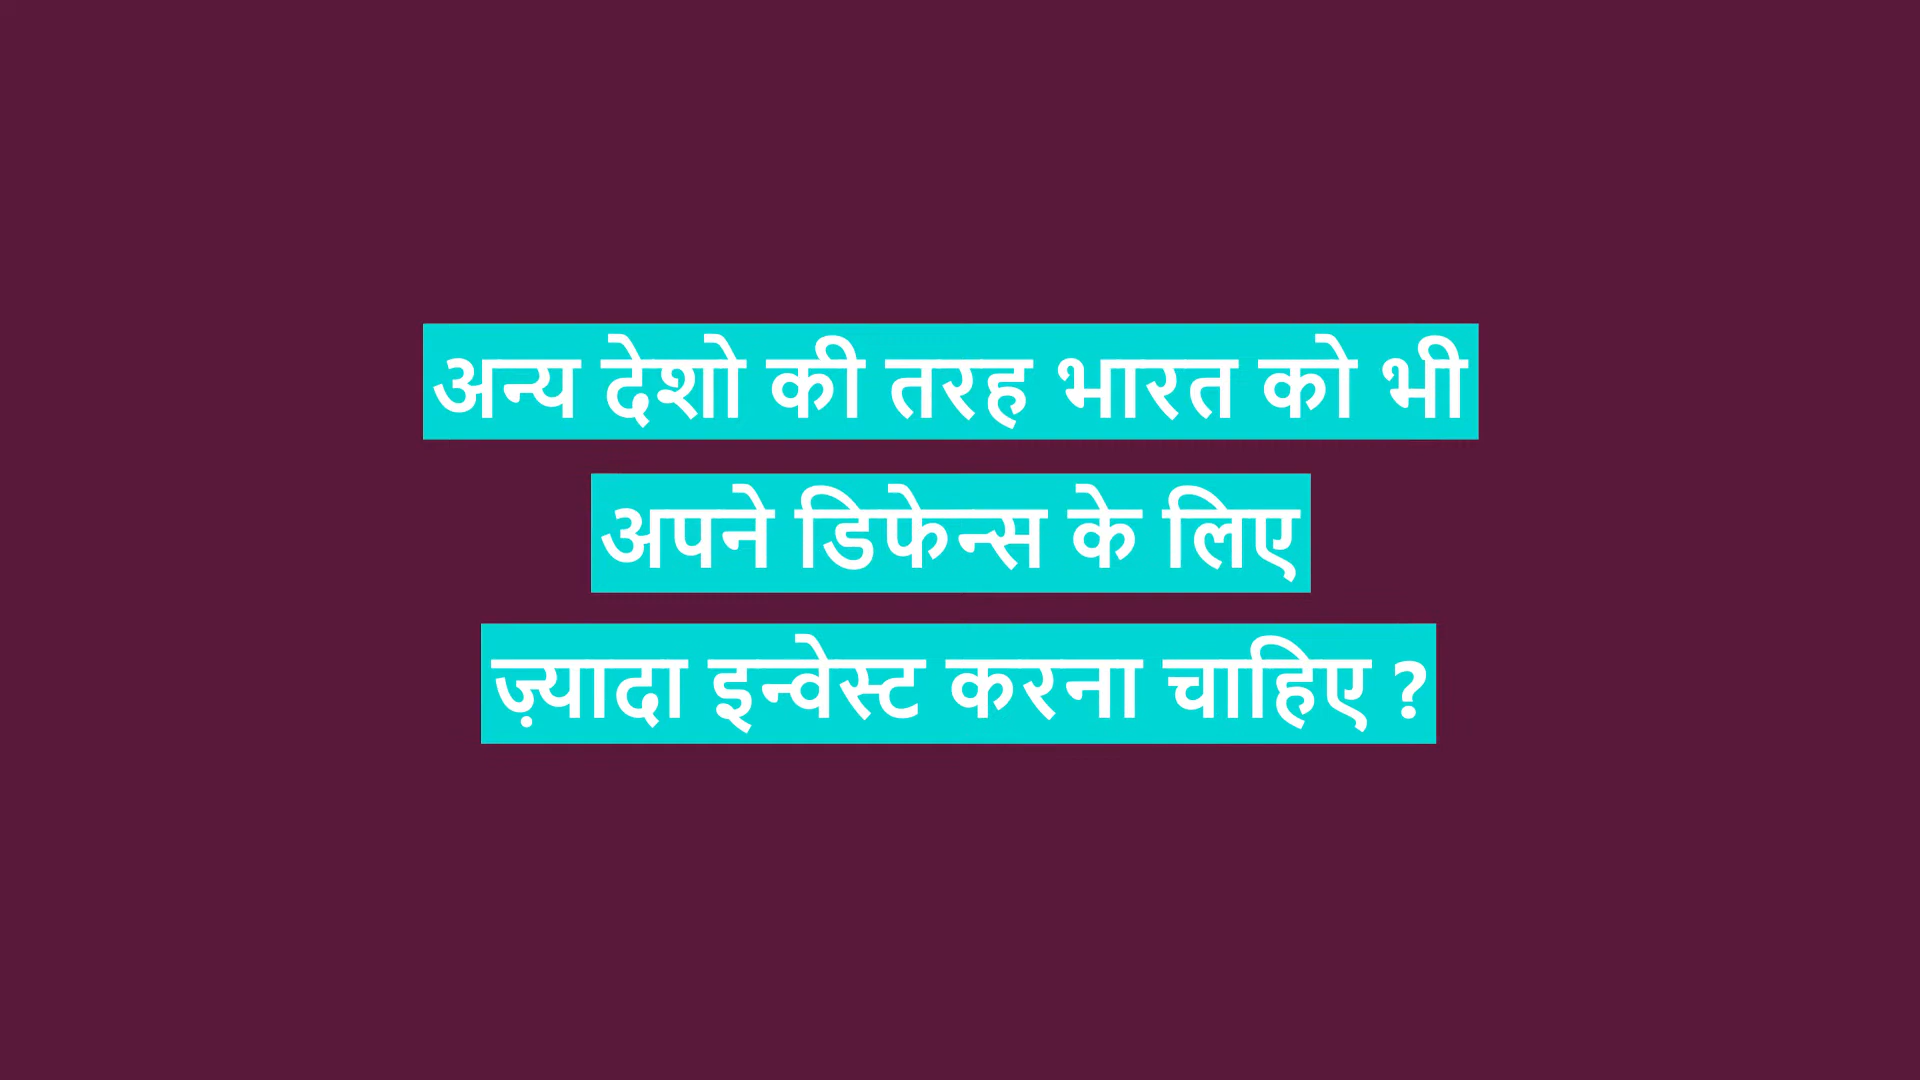 अन्य देशो की तरह भारत को भी
अपने डिफेन्स के लिए
ज़्यादा इन्वेस्ट करना चाहिए ?